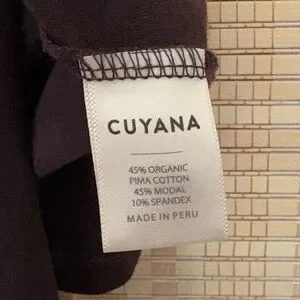 CUYANA
45% ORGANIC
PIMA COTTON
45% MODAL
10% SPANDEX
MADE IN PERU